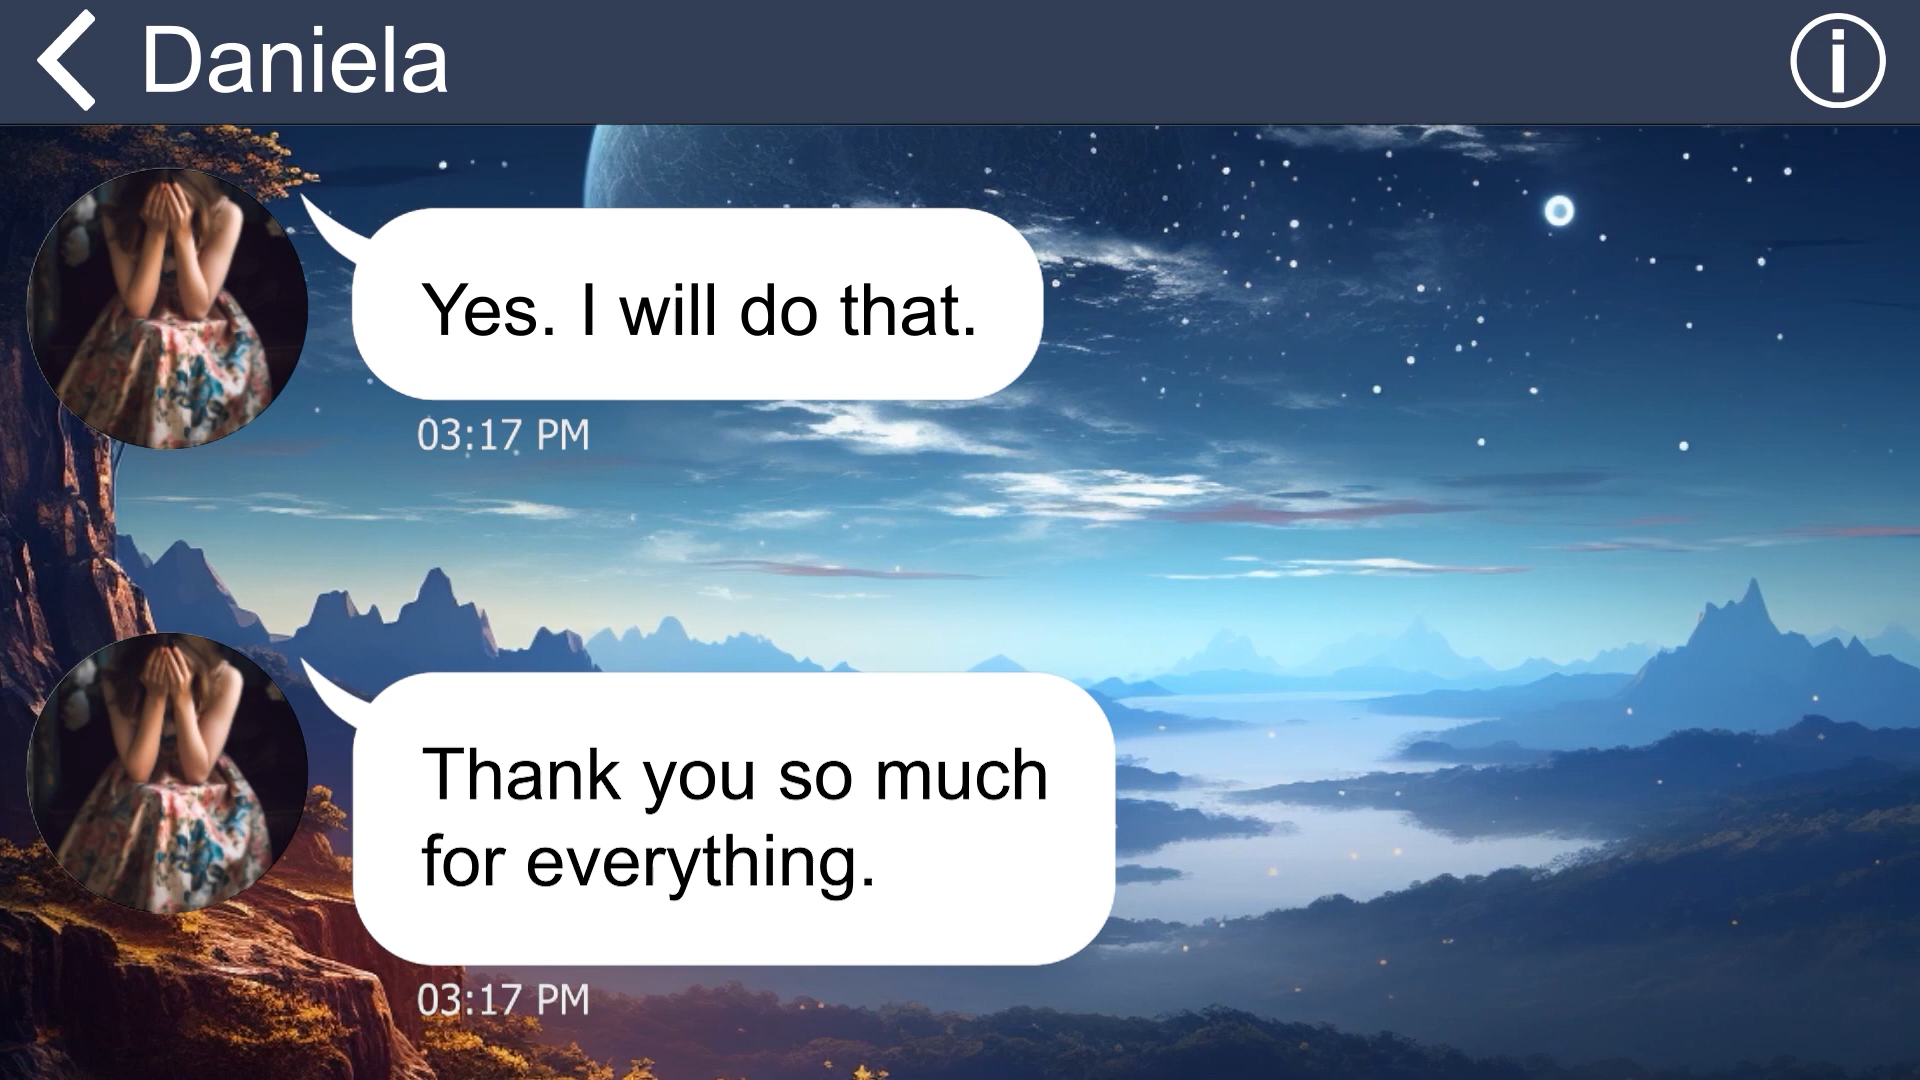 Daniela
Yes. I will do that.
03:17 PM
Thank you so much
for everything.
03:17 PM